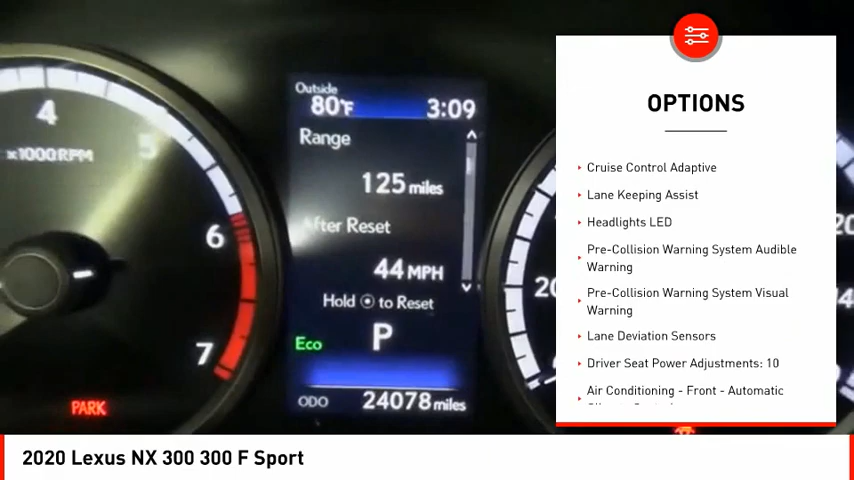 4
5
x1000RPM
6
7
PARK
Outside
80°F 3:09
Range
125 miles
After Reset
44 MPH
Hold ⦿ to Reset
Eco P
ODO 24078 miles
20
OPTIONS
Cruise Control Adaptive
Lane Keeping Assist
Headlights LED
Pre-Collision Warning System Audible
Warning
Pre-Collision Warning System Visual
Warning
Lane Deviation Sensors
Driver Seat Power Adjustments: 10
Air Conditioning - Front - Automatic
2020 Lexus NX 300 300 F Sport